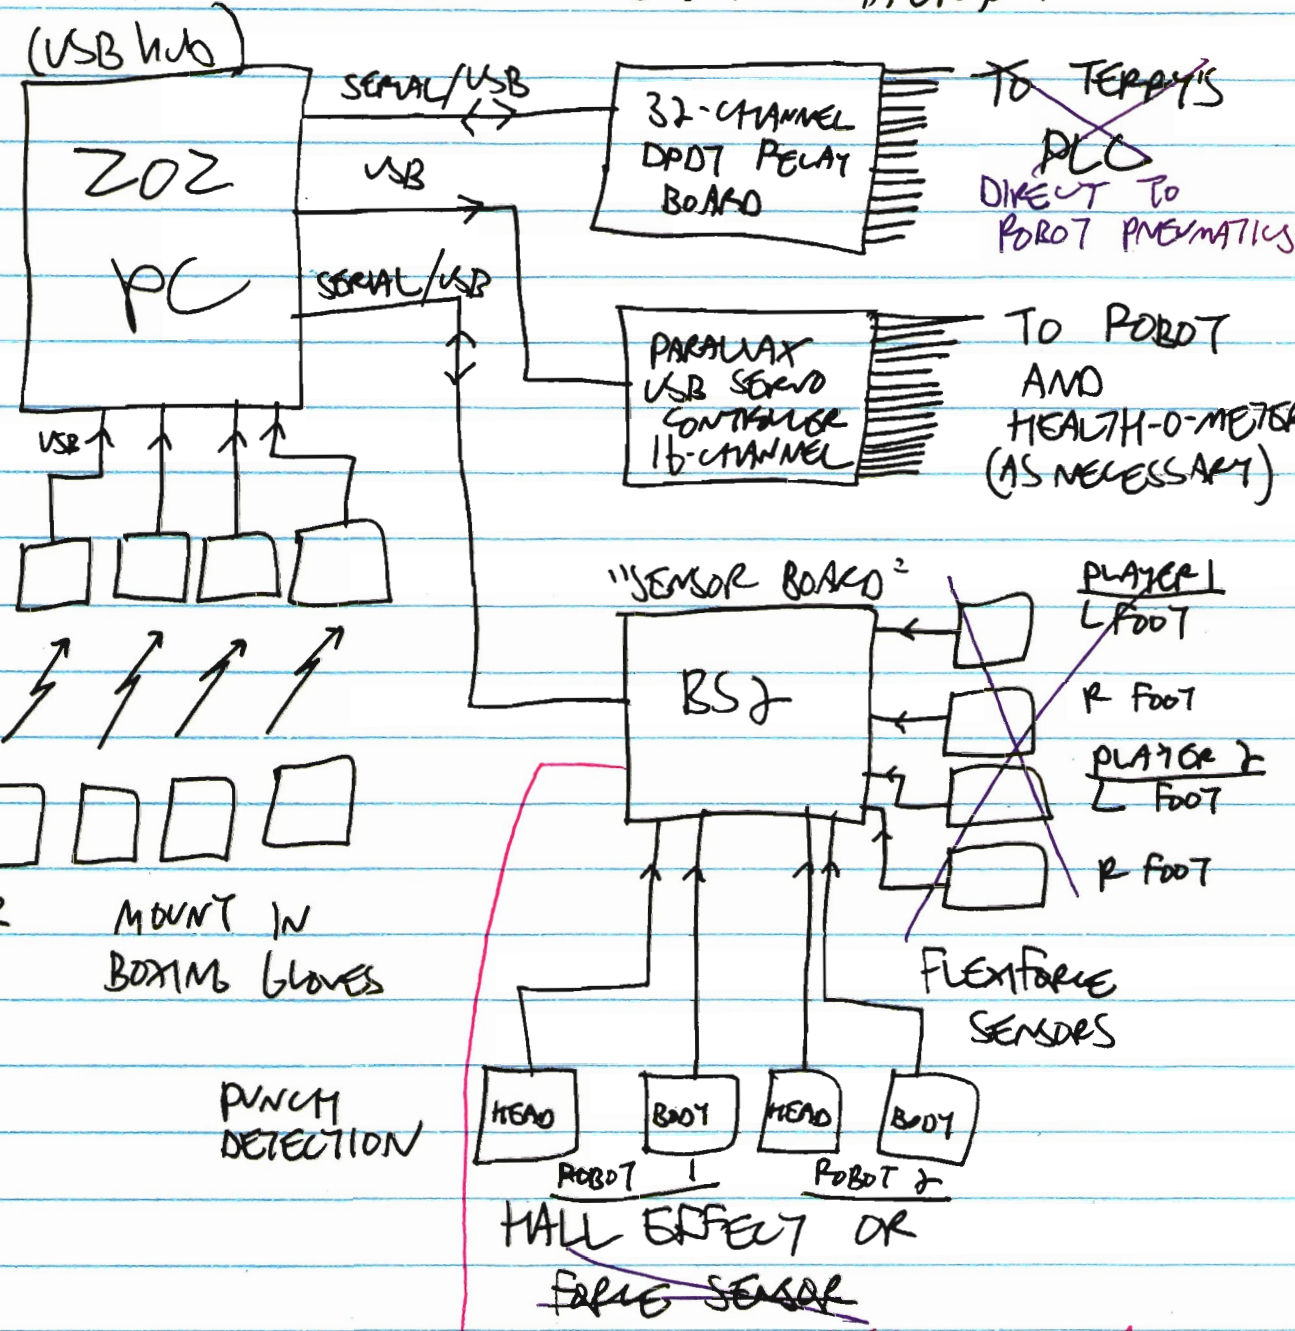 (USB hub)
ZOZ
PC
SERIAL/USB
USB
SERIAL/USB
32-CHANNEL
DPDT RELAY
BOARD
TO TERRY'S
PLC
DIRECT TO
ROBOT PNEUMATICS
PARALLAX
USB SERVO
CONTROLLER
16-CHANNEL
TO ROBOT
AND
HEALTH-O-METER
(AS NECESSARY)
USB
"SENSOR BOARD"
BS2
PLAYER 1
L FOOT
R FOOT
PLAYER 2
L FOOT
R FOOT
FLEXIFORCE
SENSORS
MOUNT IN
BOXING GLOVES
PUNCH
DETECTION
HEAD
BODY
HEAD
BODY
ROBOT 1
ROBOT 2
HALL EFFECT OR
FORCE SENSOR